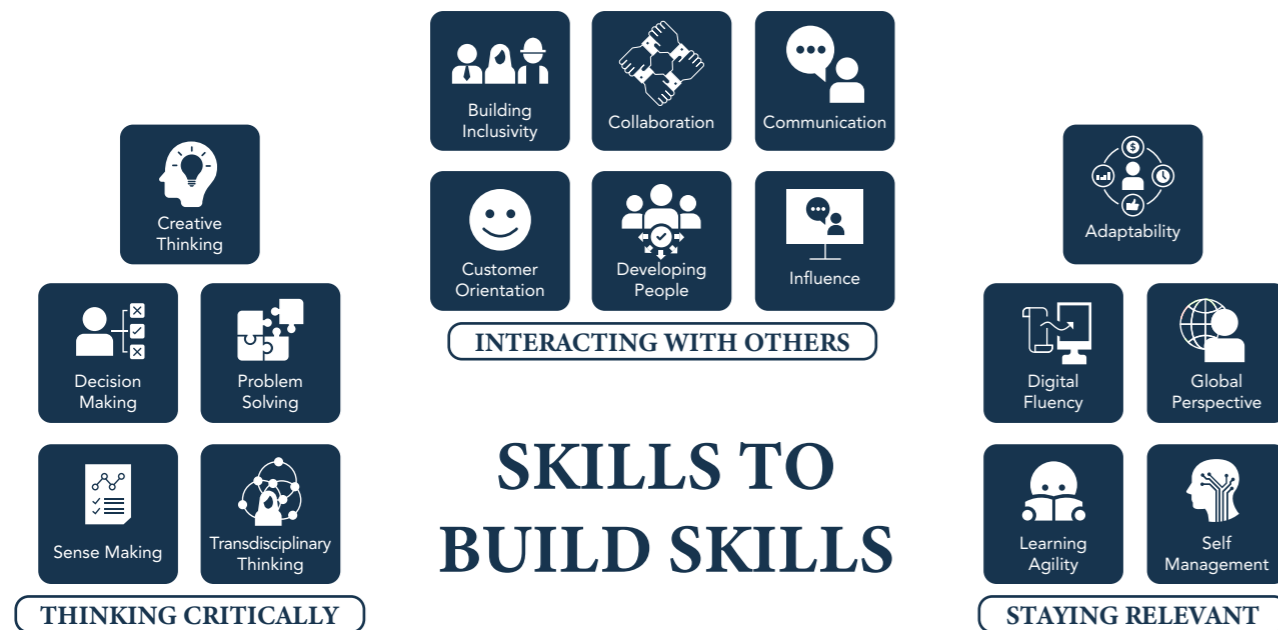 Creative
Thinking
Decision
Making
Problem
Solving
Sense Making
Transdisciplinary
Thinking
THINKING CRITICALLY
Building
Inclusivity
Collaboration
Communication
Customer
Orientation
Developing
People
Influence
INTERACTING WITH OTHERS
SKILLS TO
BUILD SKILLS
Adaptability
$
Digital
Fluency
Global
Perspective
Learning
Agility
Self
Management
STAYING RELEVANT